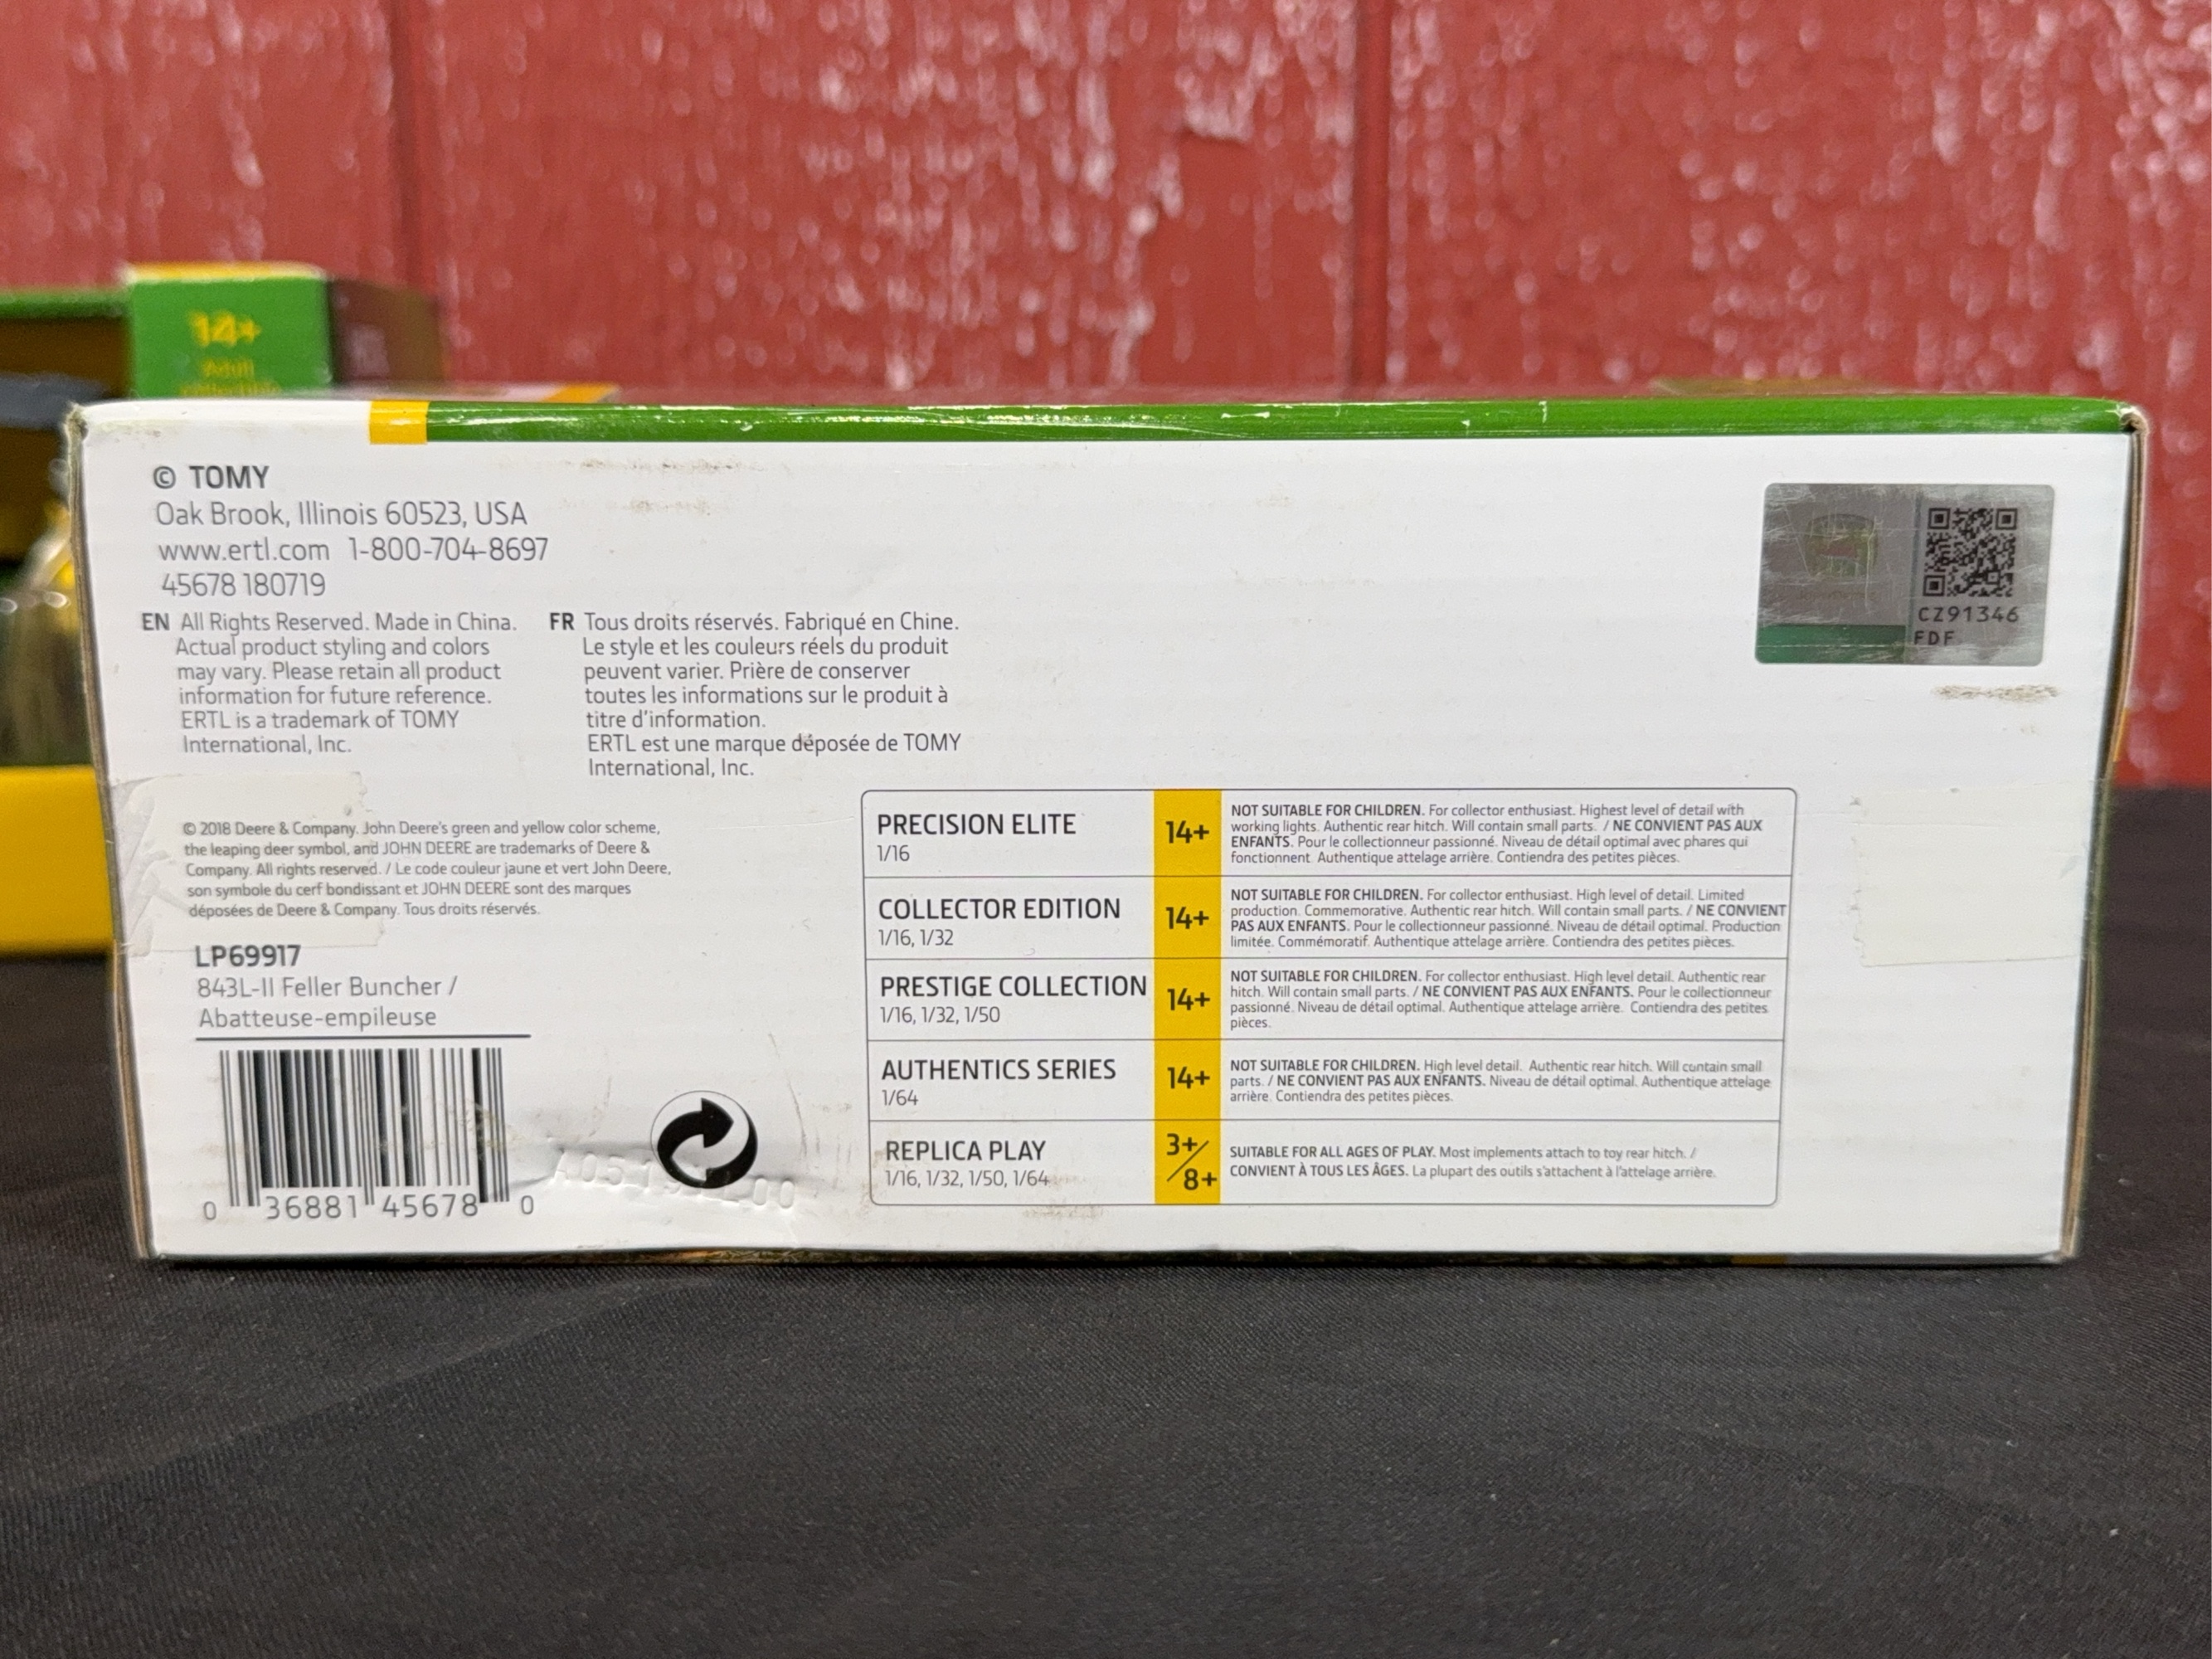 14+
Adult
© TOMY
Oak Brook, Illinois 60523, USA
www.ertl.com 1-800-704-8697
45678 180719
EN All Rights Reserved. Made in China.
Actual product styling and colors
may vary. Please retain all product
information for future reference.
ERTL is a trademark of TOMY
International, Inc.
FR Tous droits réservés. Fabriqué en Chine.
Le style et les couleurs réels du produit
peuvent varier. Prière de conserver
toutes les informations sur le produit à
titre d'information.
ERTL est une marque déposée de TOMY
International, Inc.
CZ91346
FDF
© 2018 Deere & Company. John Deere's green and yellow color scheme,
the leaping deer symbol, and JOHN DEERE are trademarks of Deere &
Company. All rights reserved. / Le code couleur jaune et vert John Deere,
son symbole du cerf bondissant et JOHN DEERE sont des marques
déposées de Deere & Company. Tous droits réservés.
LP69917
843L-II Feller Buncher /
Abatteuse-empileuse
0 36881 45678 0
PRECISION ELITE
1/16
14+
NOT SUITABLE FOR CHILDREN. For collector enthusiast. Highest level of detail with
working lights. Authentic rear hitch. Will contain small parts. / NE CONVIENT PAS AUX
ENFANTS. Pour le collectionneur passionné. Niveau de détail optimal avec phares qui
fonctionnent. Authentique attelage arrière. Contiendra des petites pièces.
COLLECTOR EDITION
1/16, 1/32
14+
NOT SUITABLE FOR CHILDREN. For collector enthusiast. High level of detail. Limited
production. Commemorative. Authentic rear hitch. Will contain small parts. / NE CONVIENT
PAS AUX ENFANTS. Pour le collectionneur passionné. Niveau de détail optimal. Production
limitée. Commémoratif. Authentique attelage arrière. Contiendra des petites pièces.
PRESTIGE COLLECTION
1/16, 1/32, 1/50
14+
NOT SUITABLE FOR CHILDREN. For collector enthusiast. High level detail. Authentic rear
hitch. Will contain small parts. / NE CONVIENT PAS AUX ENFANTS. Pour le collectionneur
passionné. Niveau de détail optimal. Authentique attelage arrière. Contiendra des petites
pièces.
AUTHENTICS SERIES
1/64
14+
NOT SUITABLE FOR CHILDREN. High level detail. Authentic rear hitch. Will contain small
parts. / NE CONVIENT PAS AUX ENFANTS. Niveau de détail optimal. Authentique attelage
arrière. Contiendra des petites pièces.
REPLICA PLAY
1/16, 1/32, 1/50, 1/64
3+/8+
SUITABLE FOR ALL AGES OF PLAY. Most implements attach to toy rear hitch. /
CONVIENT À TOUS LES ÂGES. La plupart des outils s'attachent à l'attelage arrière.